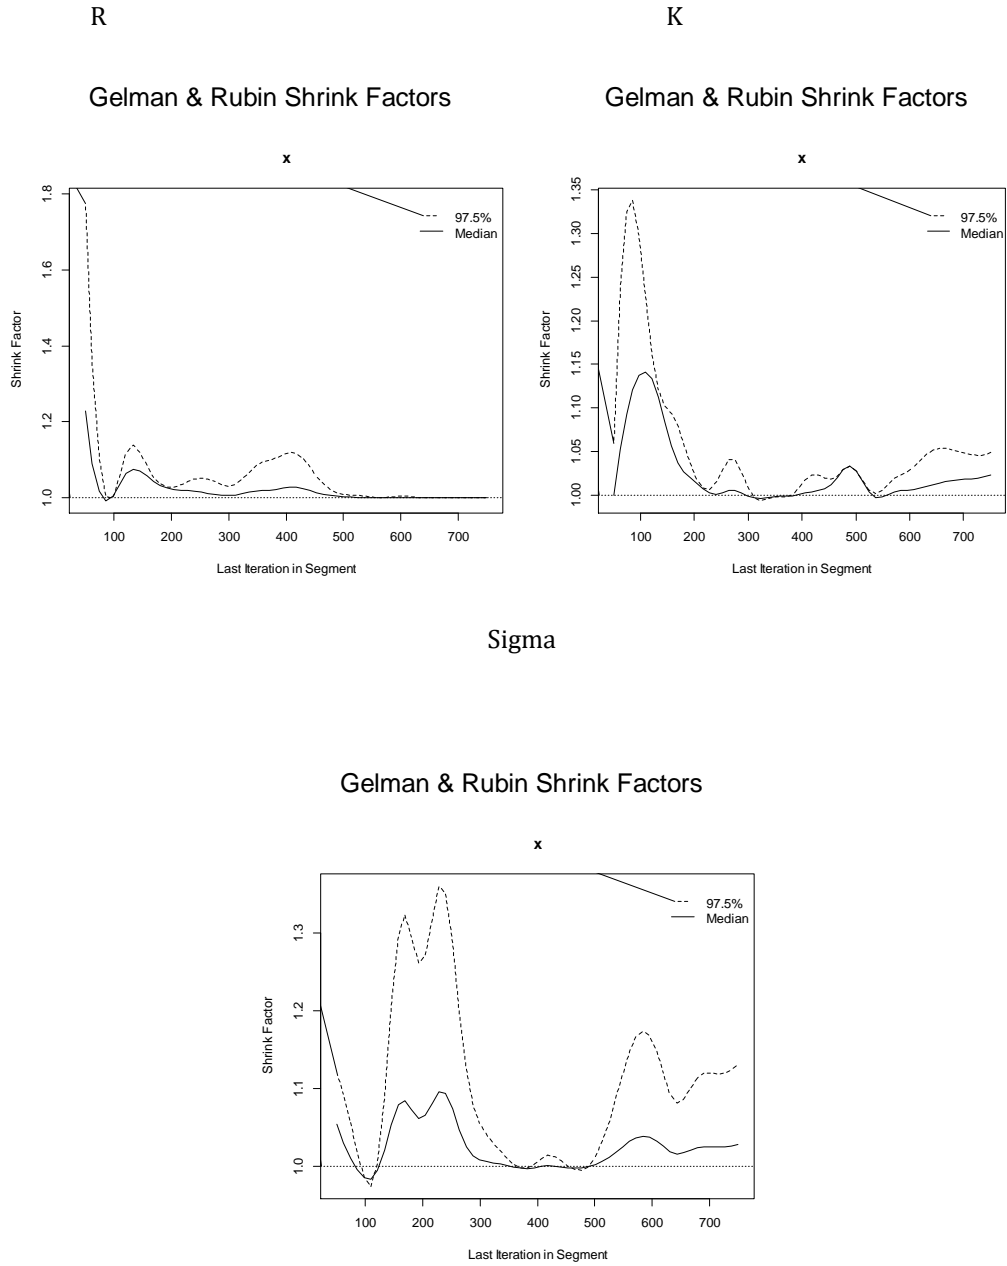 R
K
Gelman & Rubin Shrink Factors
x
1.8
1.6
1.4
1.2
1.0
Shrink Factor
97.5%
Median
100 200 300 400 500 600 700
Last Iteration in Segment
Gelman & Rubin Shrink Factors
x
1.35
1.30
1.25
1.20
1.15
1.10
1.05
1.00
Shrink Factor
97.5%
Median
100 200 300 400 500 600 700
Last Iteration in Segment
Sigma
Gelman & Rubin Shrink Factors
x
1.3
1.2
1.1
1.0
Shrink Factor
97.5%
Median
100 200 300 400 500 600 700
Last Iteration in Segment